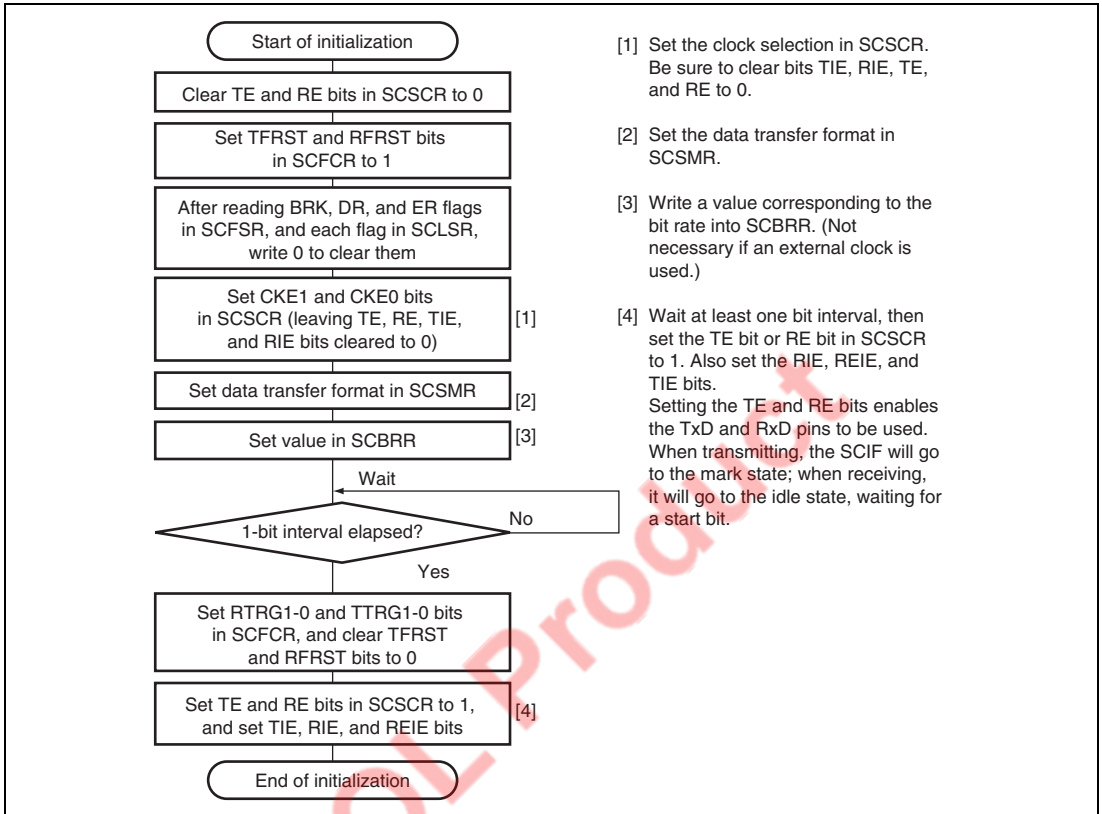 Start of initialization
Clear TE and RE bits in SCSCR to 0
Set TFRST and RFRST bits
in SCFCR to 1
After reading BRK, DR, and ER flags
in SCFSR, and each flag in SCLSR,
write 0 to clear them
Set CKE1 and CKE0 bits
in SCSCR (leaving TE, RE, TIE,
and RIE bits cleared to 0)
[1]
Set data transfer format in SCSMR
[2]
Set value in SCBRR
[3]
Wait
1-bit interval elapsed?
No
Yes
Set RTRG1-0 and TTRG1-0 bits
in SCFCR, and clear TFRST
and RFRST bits to 0
Set TE and RE bits in SCSCR to 1,
and set TIE, RIE, and REIE bits
[4]
End of initialization
[1] Set the clock selection in SCSCR.
Be sure to clear bits TIE, RIE, TE,
and RE to 0.
[2] Set the data transfer format in
SCSMR.
[3] Write a value corresponding to the
bit rate into SCBRR. (Not
necessary if an external clock is
used.)
[4] Wait at least one bit interval, then
set the TE bit or RE bit in SCSCR
to 1. Also set the RIE, REIE, and
TIE bits.
Setting the TE and RE bits enables
the TxD and RxD pins to be used.
When transmitting, the SCIF will go
to the mark state; when receiving,
it will go to the idle state, waiting for
a start bit.
OL Product